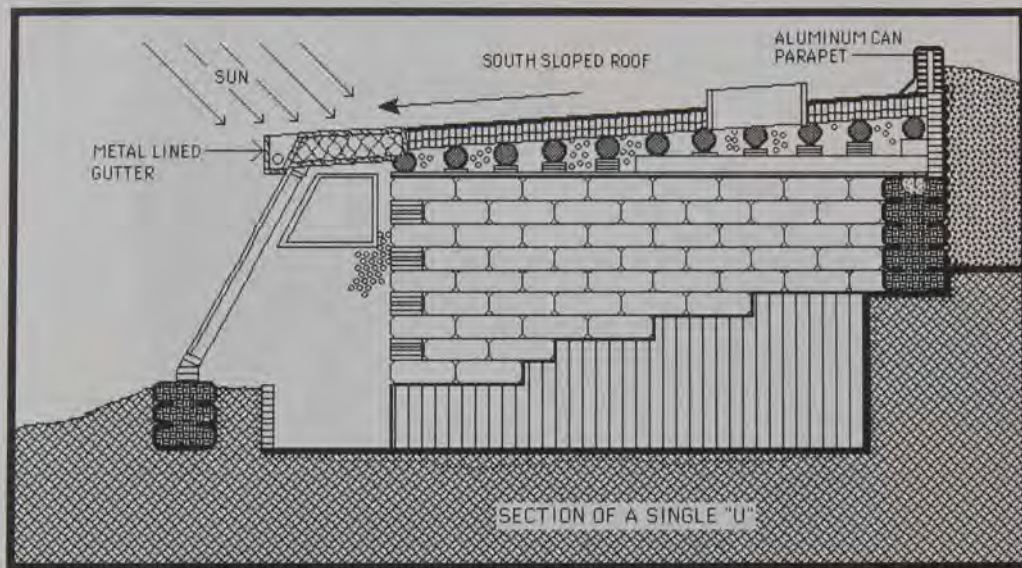 ALUMINUM CAN
PARAPET
SUN
SOUTH SLOPED ROOF
METAL LINED
GUTTER
SECTION OF A SINGLE "U"